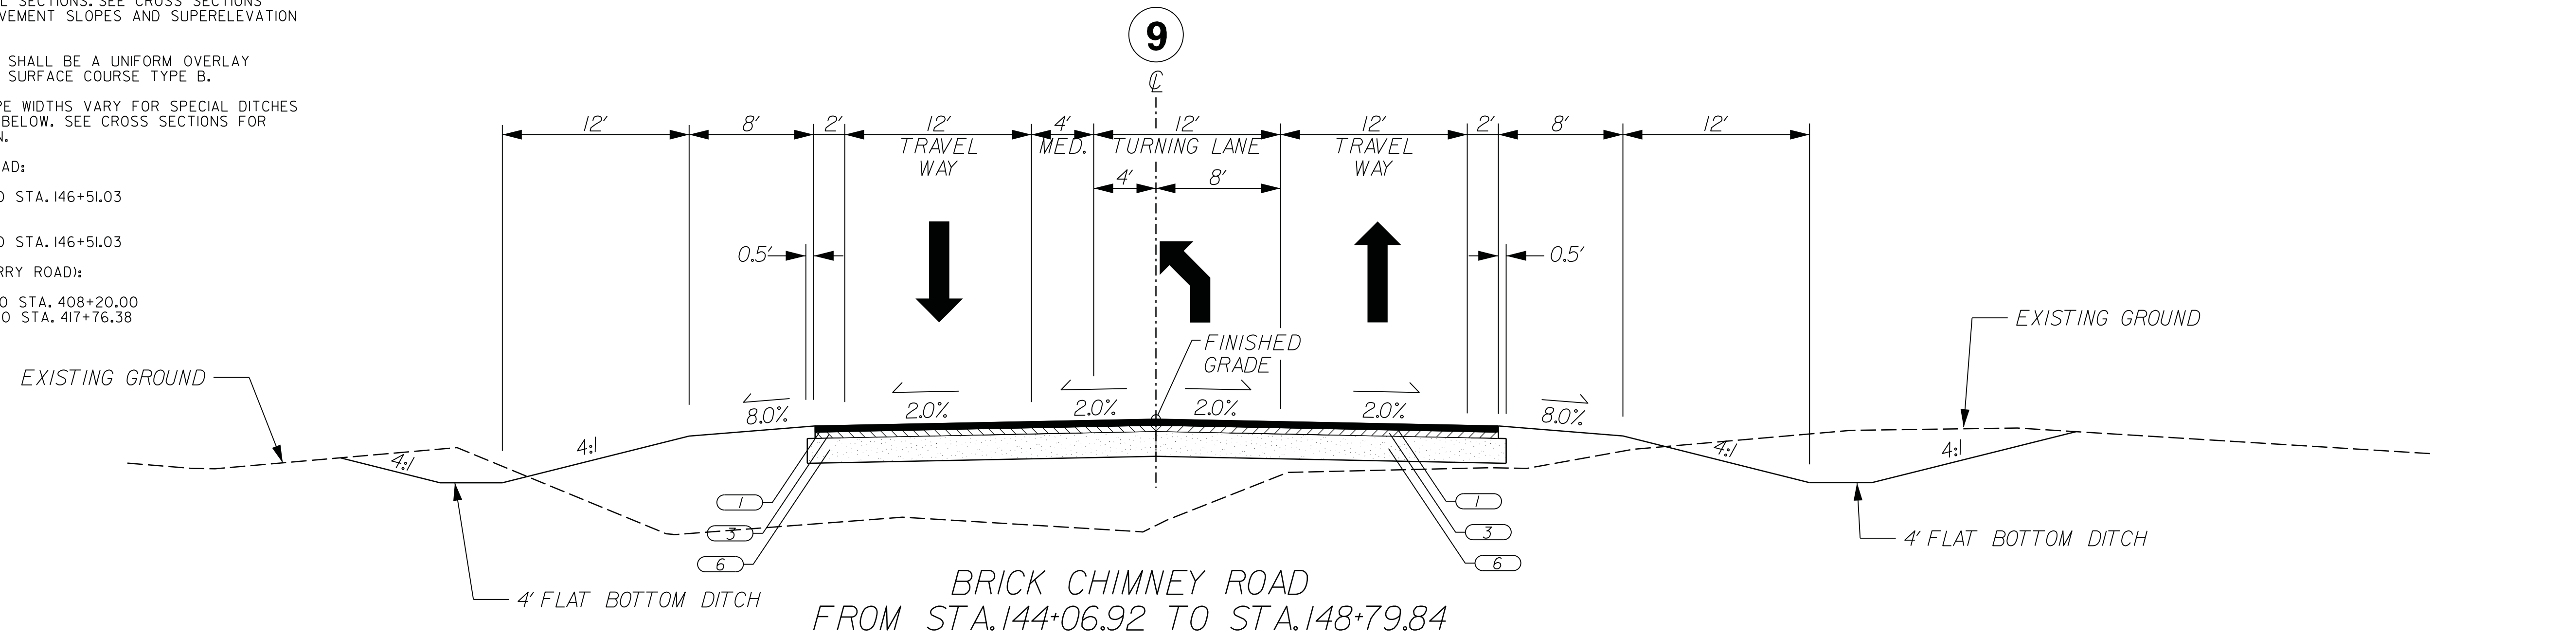 SECTIONS. SEE CROSS SECTIONS
SLOPES AND SUPERELEVATION
SHALL BE A UNIFORM OVERLAY
SURFACE COURSE TYPE B.
WIDTHS VARY FOR SPECIAL DITCHES
BELOW. SEE CROSS SECTIONS FOR
STA. 146+51.03
STA. 146+51.03
ROAD):
STA. 408+20.00
STA. 417+76.38
9
℄
12' 8' 2' 12' 4' 12' 12' 2' 8' 12'
TRAVEL WAY
MED.
TURNING LANE
TRAVEL WAY
4' 8'
0.5' 0.5'
FINISHED
GRADE
EXISTING GROUND
EXISTING GROUND
8.0% 2.0% 2.0% 2.0% 2.0% 8.0%
4:1 4:1 4:1 4:1
1 1
3 3
6 6
4' FLAT BOTTOM DITCH
4' FLAT BOTTOM DITCH
BRICK CHIMNEY ROAD
FROM STA. 144+06.92 TO STA. 148+79.84